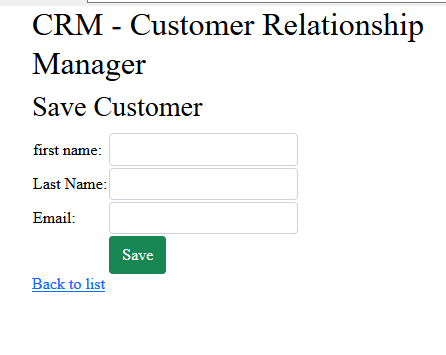 CRM - Customer Relationship
Manager
Save Customer
first name:
Last Name:
Email:
Save
Back to list